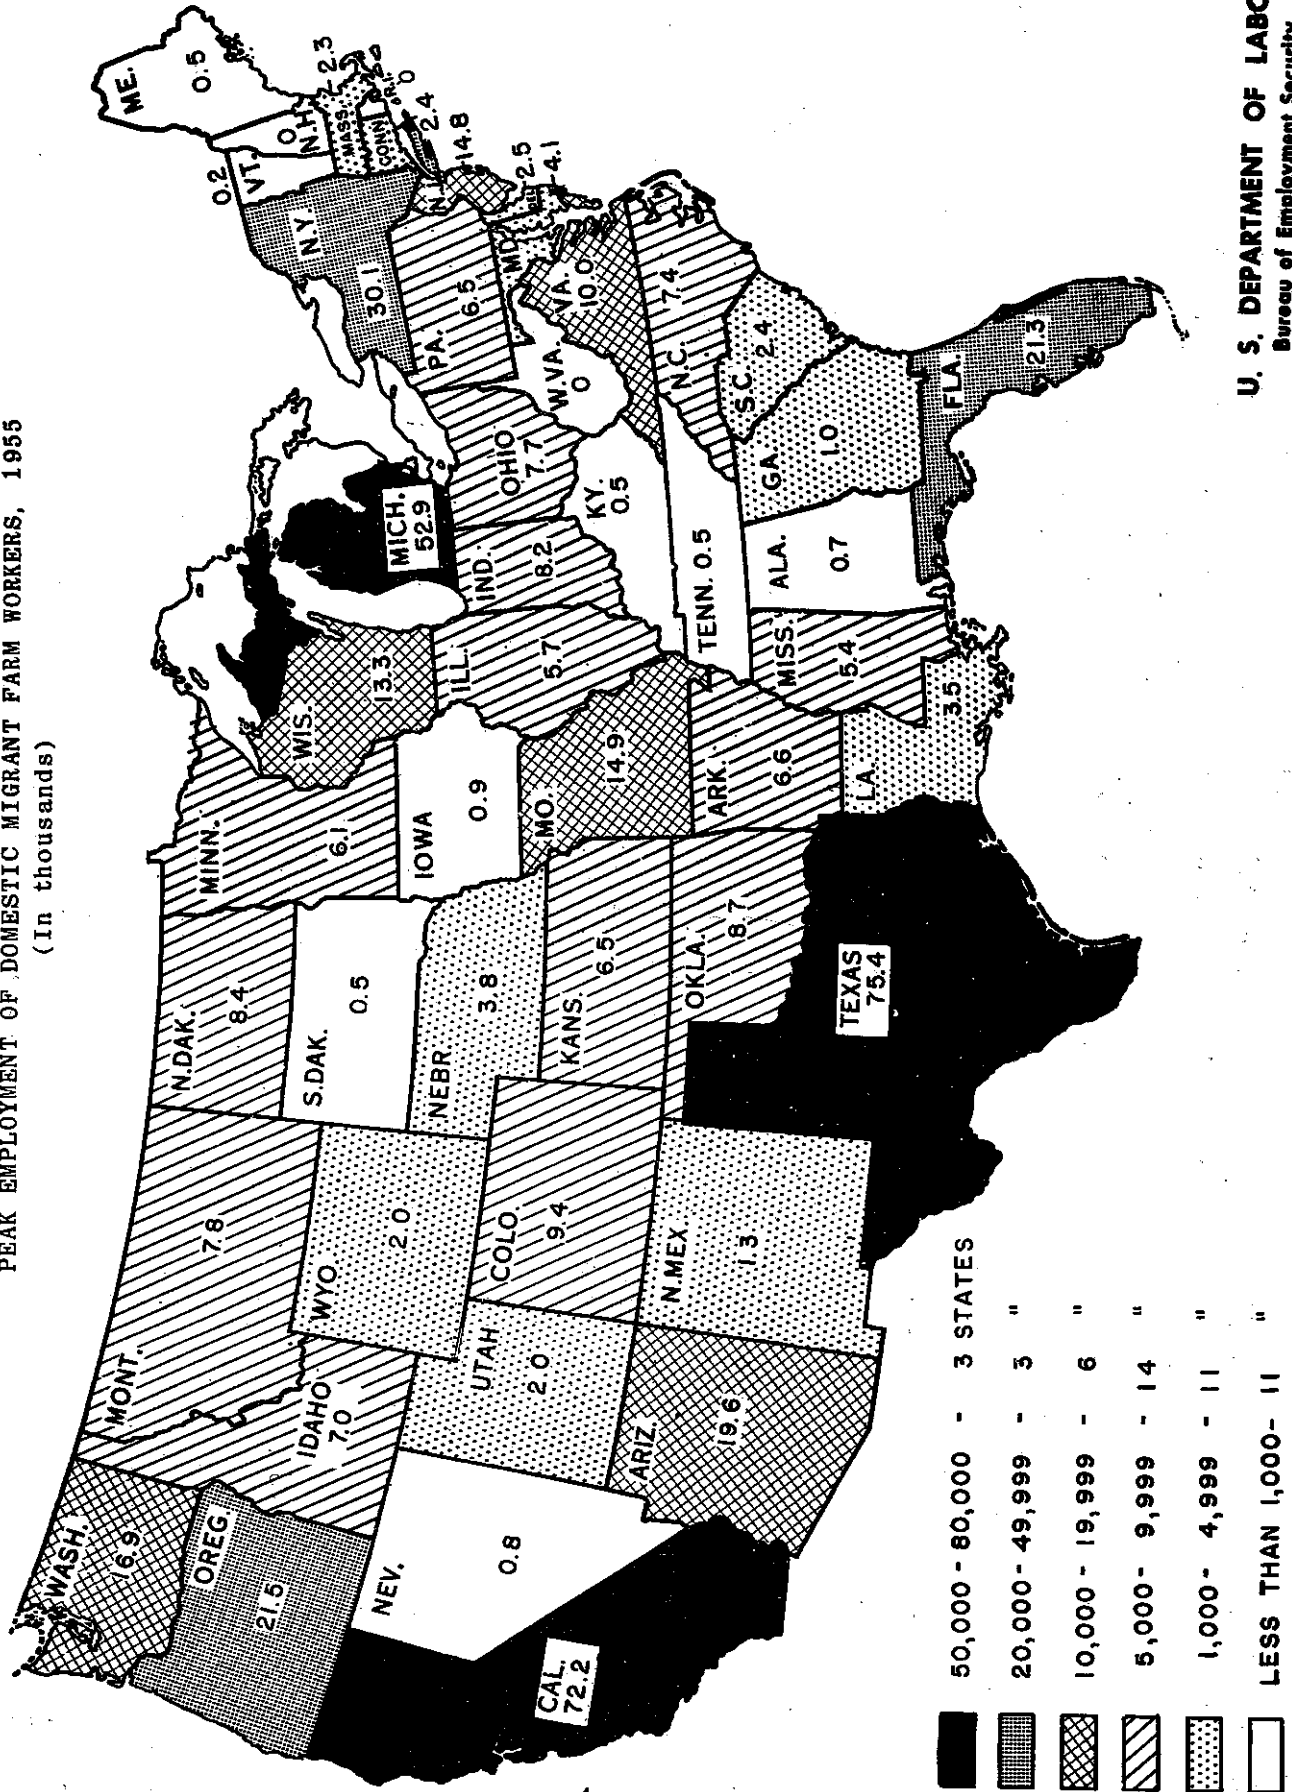 PEAK EMPLOYMENT OF DOMESTIC MIGRANT FARM WORKERS, 1955
(In thousands)
WASH.
16.9
OREG.
21.5
CAL.
72.2
NEV.
0.8
IDAHO
7.0
MONT.
7.8
WYO.
2.0
UTAH
2.0
ARIZ.
19.6
COLO
9.4
N.MEX
1.3
N.DAK.
8.4
S.DAK.
0.5
NEBR.
3.8
KANS.
6.5
OKLA.
8.7
TEXAS
75.4
MINN.
6.1
IOWA
0.9
MO.
14.9
ARK.
6.6
LA.
3.5
WIS.
13.3
ILL.
5.7
MICH.
52.9
IND.
8.2
OHIO
7.7
KY.
0.5
TENN. 0.5
MISS.
5.4
ALA.
0.7
GA.
1.0
FLA.
21.3
S.C.
2.4
N.C.
7.4
VA.
10.0
W.VA.
0
PA.
6.5
N.Y.
30.1
VT.
0.2
N.H.
0
ME.
0.5
MASS.
2.3
CONN.
2.4
R.I.
0
N.J.
14.8
DEL.
2.5
MD.
4.1
50,000 - 80,000 - 3 STATES
20,000 - 49,999 - 3 "
10,000 - 19,999 - 6 "
5,000 - 9,999 - 14 "
1,000 - 4,999 - 11 "
LESS THAN 1,000 - 11 "
U. S. DEPARTMENT OF LABO
Bureau of Employment Security